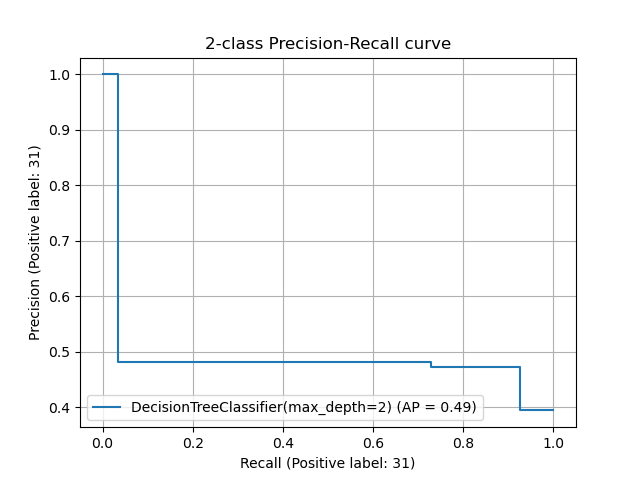 2-class Precision-Recall curve
Precision (Positive label: 31)
1.0
0.9
0.8
0.7
0.6
0.5
0.4
DecisionTreeClassifier(max_depth=2) (AP = 0.49)
0.0 0.2 0.4 0.6 0.8 1.0
Recall (Positive label: 31)